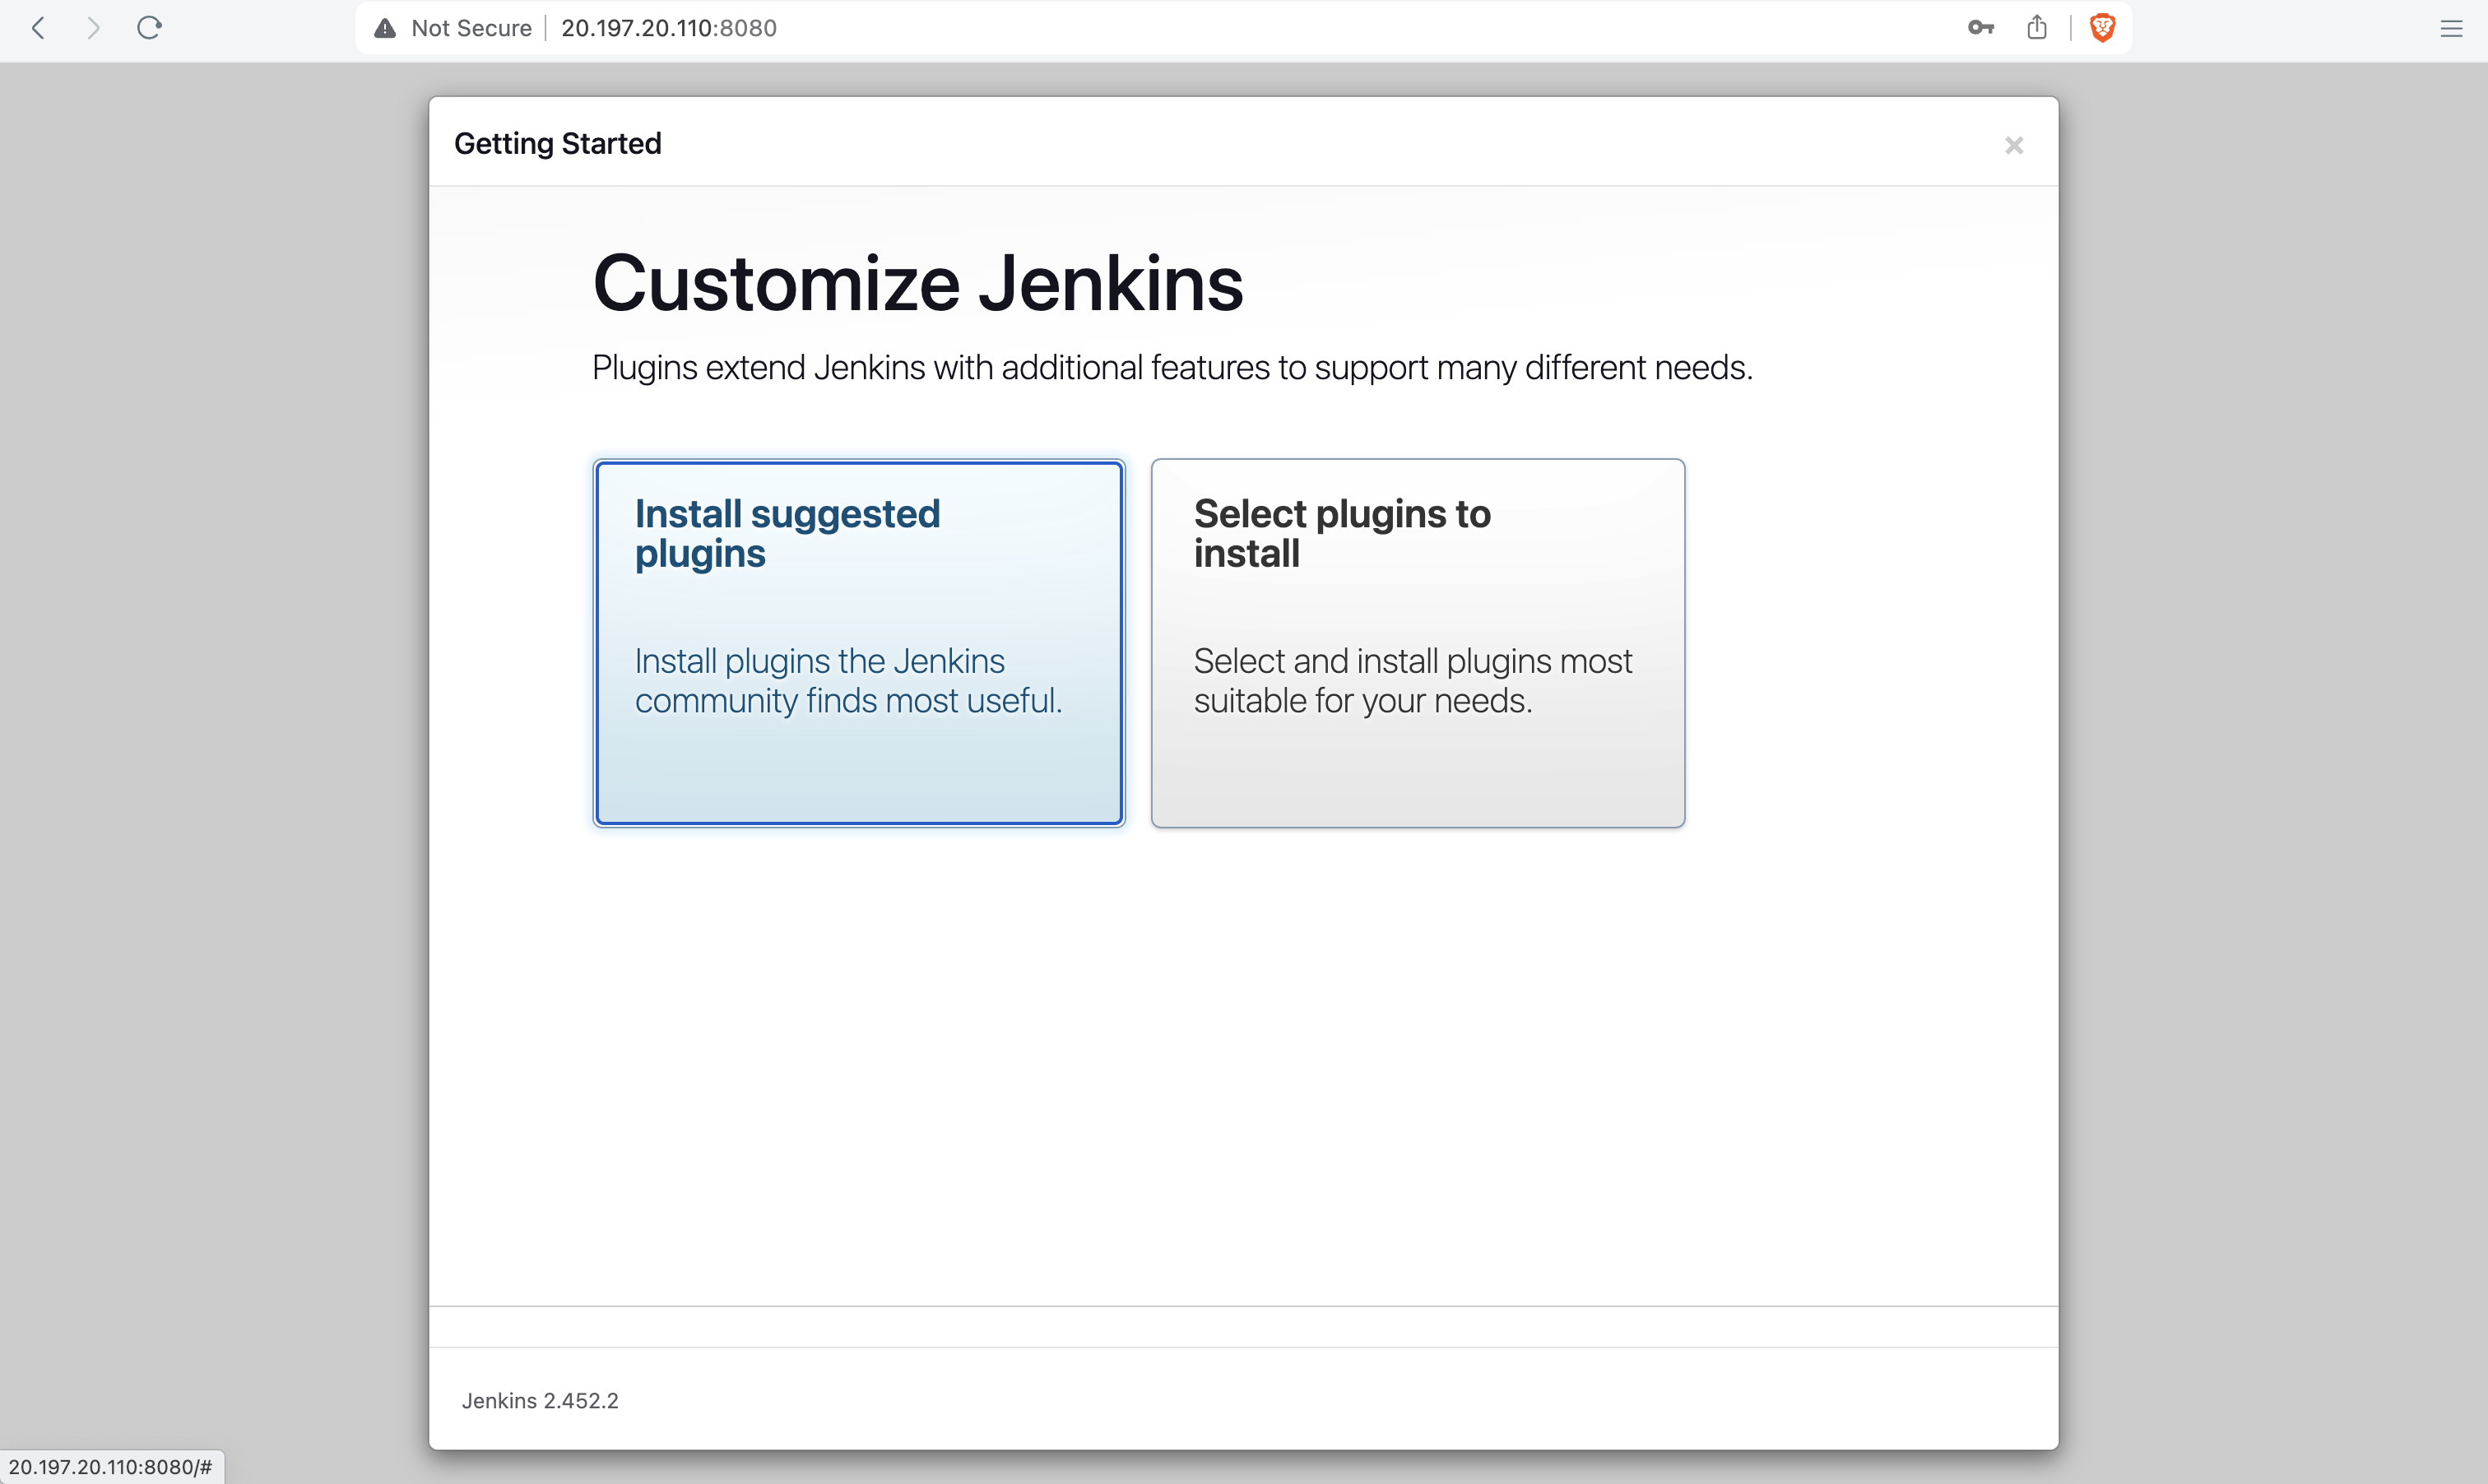 Not Secure 20.197.20.110:8080
Getting Started
Customize Jenkins
Plugins extend Jenkins with additional features to support many different needs.
Install suggested
plugins
Install plugins the Jenkins
community finds most useful.
Select plugins to
install
Select and install plugins most
suitable for your needs.
Jenkins 2.452.2
20.197.20.110:8080/#